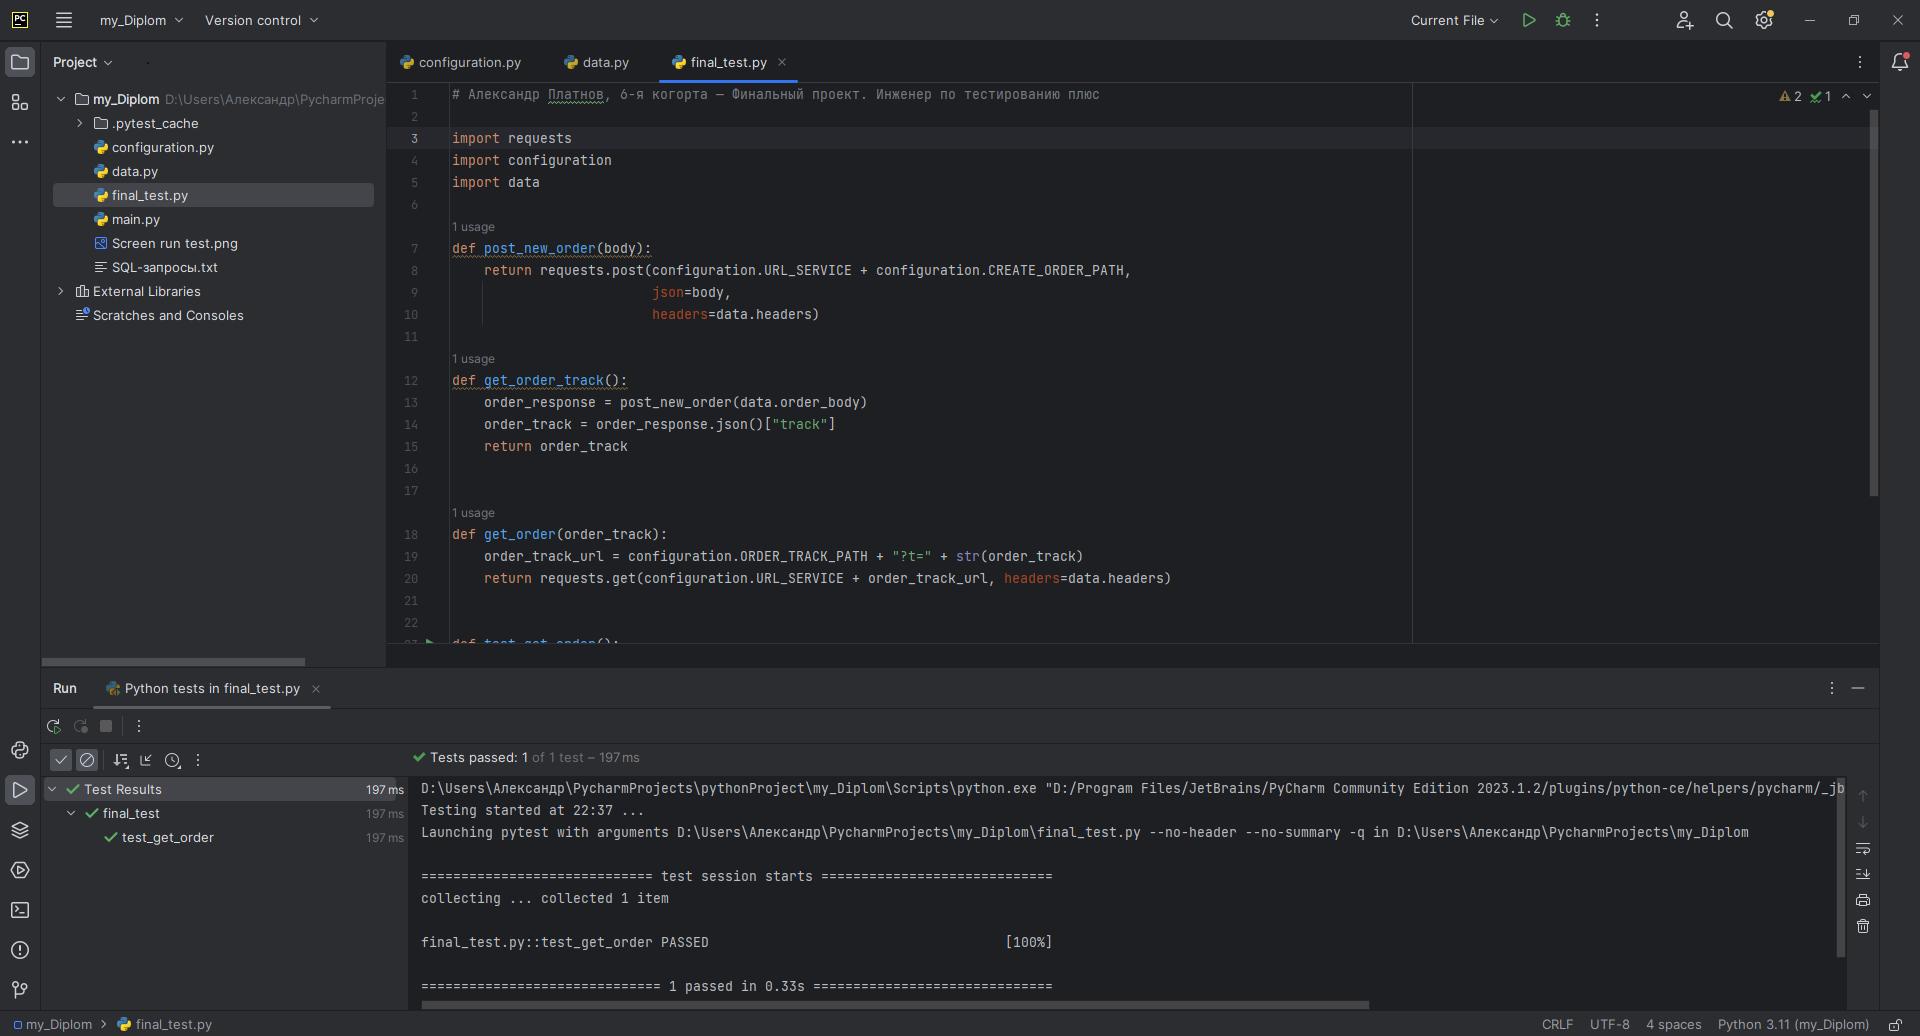 my_Diplom
Version control
Current File
Project
configuration.py
data.py
final_test.py
my_Diplom D:\Users\Александр\PycharmProje
.pytest_cache
configuration.py
data.py
final_test.py
main.py
Screen run test.png
SQL-запросы.txt
External Libraries
Scratches and Consoles
2 1
1 # Александр Платнов, 6-я когорта — Финальный проект. Инженер по тестированию плюс
2
3 import requests
4 import configuration
5 import data
6
1 usage
7 def post_new_order(body):
8 return requests.post(configuration.URL_SERVICE + configuration.CREATE_ORDER_PATH,
9 json=body,
10 headers=data.headers)
11
1 usage
12 def get_order_track():
13 order_response = post_new_order(data.order_body)
14 order_track = order_response.json()["track"]
15 return order_track
16
17
1 usage
18 def get_order(order_track):
19 order_track_url = configuration.ORDER_TRACK_PATH + "?t=" + str(order_track)
20 return requests.get(configuration.URL_SERVICE + order_track_url, headers=data.headers)
21
22
23 def test_get_order():
Run
Python tests in final_test.py
Tests passed: 1 of 1 test – 197 ms
Test Results 197 ms
final_test 197 ms
test_get_order 197 ms
D:\Users\Александр\PycharmProjects\pythonProject\my_Diplom\Scripts\python.exe "D:/Program Files/JetBrains/PyCharm Community Edition 2023.1.2/plugins/python-ce/helpers/pycharm/_jb
Testing started at 22:37 ...
Launching pytest with arguments D:\Users\Александр\PycharmProjects\my_Diplom\final_test.py --no-header --no-summary -q in D:\Users\Александр\PycharmProjects\my_Diplom
============================= test session starts =============================
collecting ... collected 1 item
final_test.py::test_get_order PASSED [100%]
============================== 1 passed in 0.33s ==============================
my_Diplom > final_test.py
CRLF UTF-8 4 spaces Python 3.11 (my_Diplom)